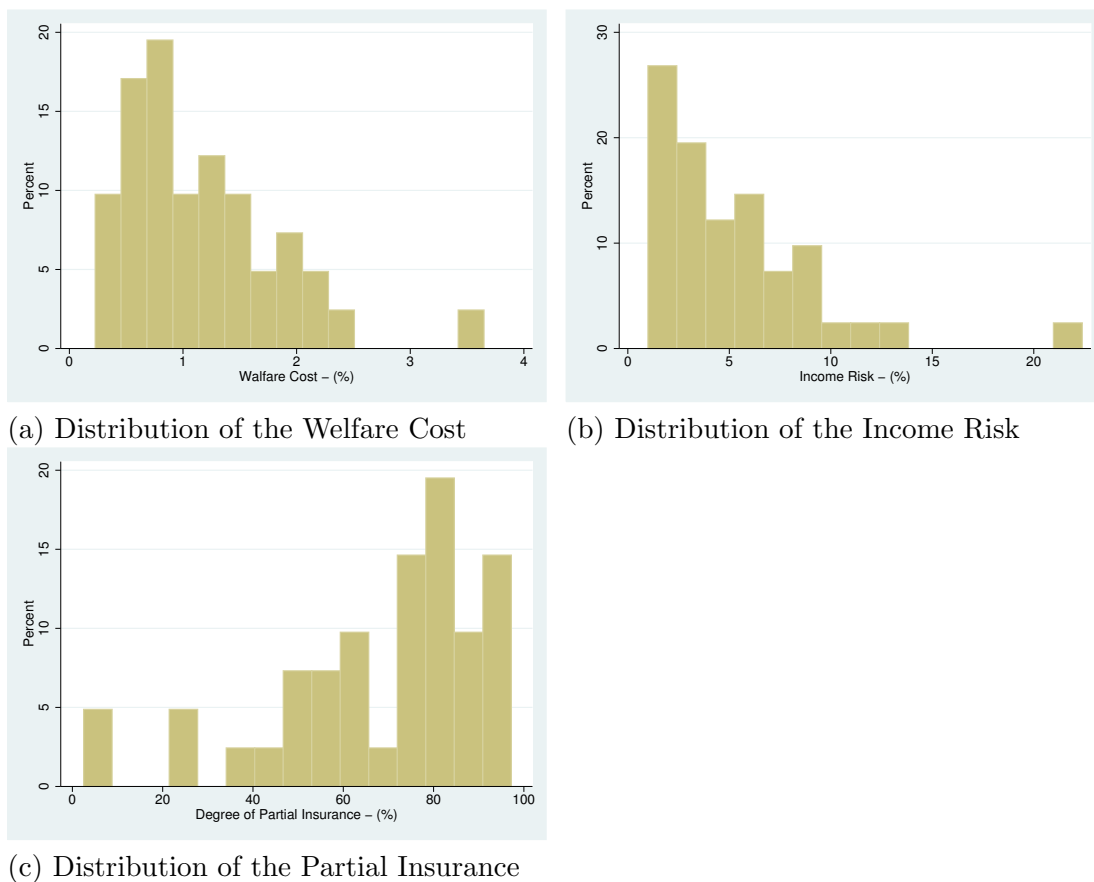 20
15
10
5
0
Percent
0 1 2 3 4
Welfare Cost – (%)
(a) Distribution of the Welfare Cost
30
20
10
0
Percent
0 5 10 15 20
Income Risk – (%)
(b) Distribution of the Income Risk
20
15
10
5
0
Percent
0 20 40 60 80 100
Degree of Partial Insurance – (%)
(c) Distribution of the Partial Insurance